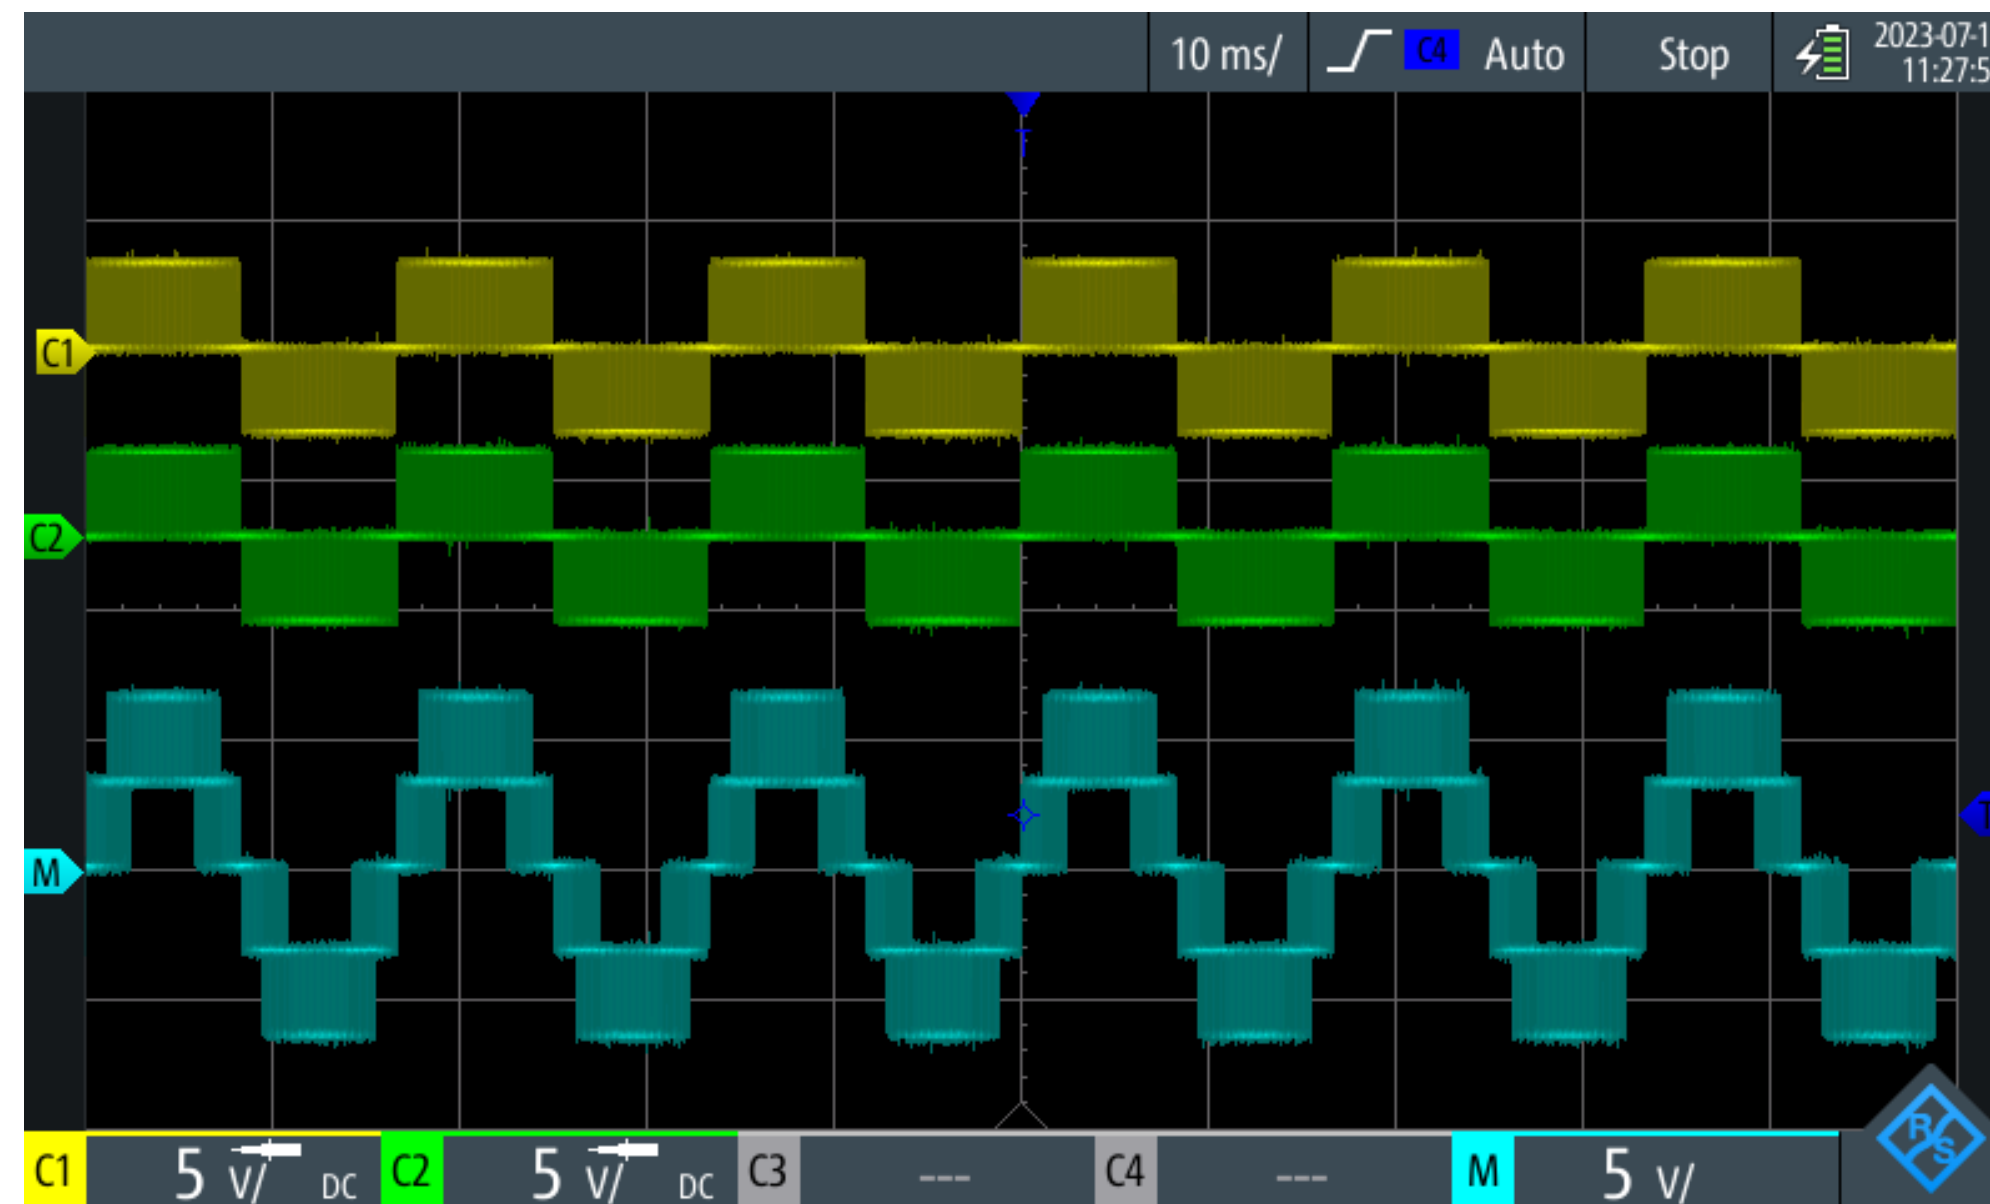 10 ms/ C4 Auto Stop 2023-07-1
11:27:5
T
C1
C2
M
T
C1 5 V/ DC C2 5 V/ DC C3 --- C4 --- M 5 V/
R S